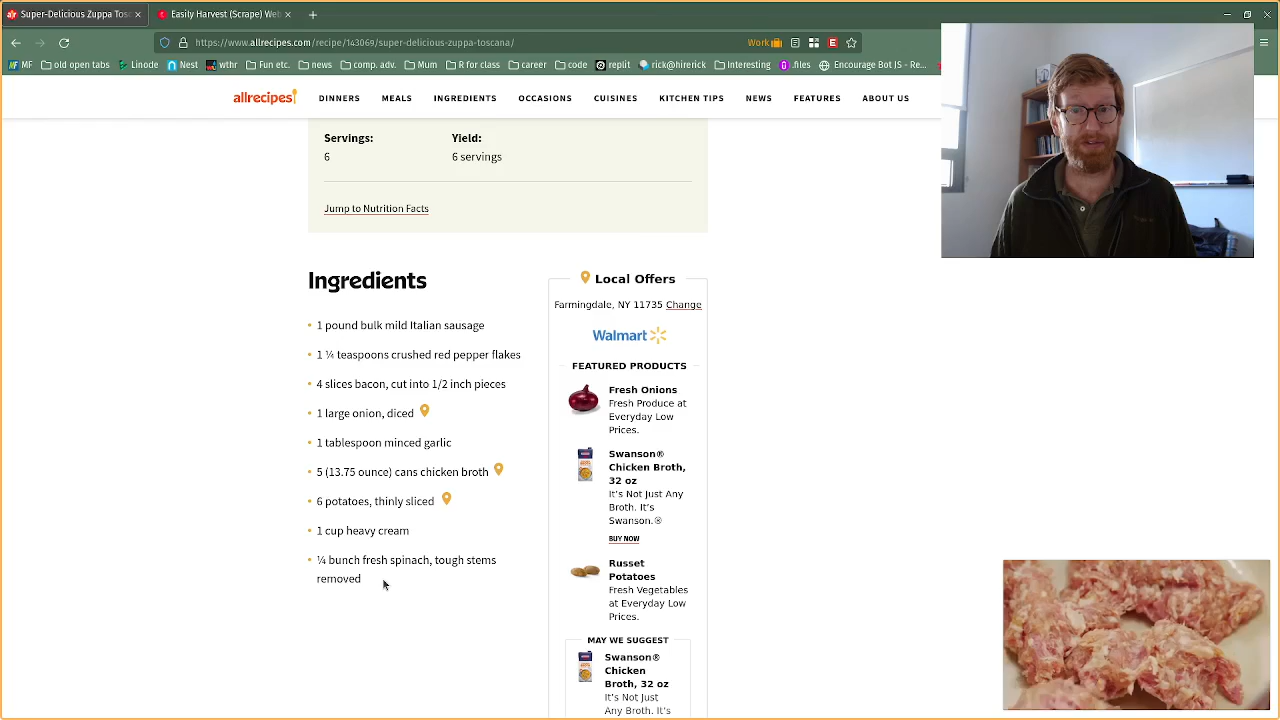 Super-Delicious Zuppa Tosc
Easily Harvest (Scrape) Web
https://www.allrecipes.com/recipe/143069/super-delicious-zuppa-toscana/
Work
MF
old open tabs
Linode
Nest
wthr
Fun etc.
news
comp. adv.
Mum
R for class
career
code
replit
rick@hirerick
Interesting
.files
Encourage Bot JS - Re...
allrecipes
DINNERS
MEALS
INGREDIENTS
OCCASIONS
CUISINES
KITCHEN TIPS
NEWS
FEATURES
ABOUT US
Servings:
6
Yield:
6 servings
Jump to Nutrition Facts
Ingredients
1 pound bulk mild Italian sausage
1 ¼ teaspoons crushed red pepper flakes
4 slices bacon, cut into 1/2 inch pieces
1 large onion, diced
1 tablespoon minced garlic
5 (13.75 ounce) cans chicken broth
6 potatoes, thinly sliced
1 cup heavy cream
¼ bunch fresh spinach, tough stems
removed
Local Offers
Farmingdale, NY 11735 Change
Walmart
FEATURED PRODUCTS
Fresh Onions
Fresh Produce at
Everyday Low
Prices.
Swanson®
Chicken Broth,
32 oz
It's Not Just Any
Broth. It's
Swanson.®
BUY NOW
Russet
Potatoes
Fresh Vegetables
at Everyday Low
Prices.
MAY WE SUGGEST
Swanson®
Chicken
Broth, 32 oz
It's Not Just
Any Broth. It's